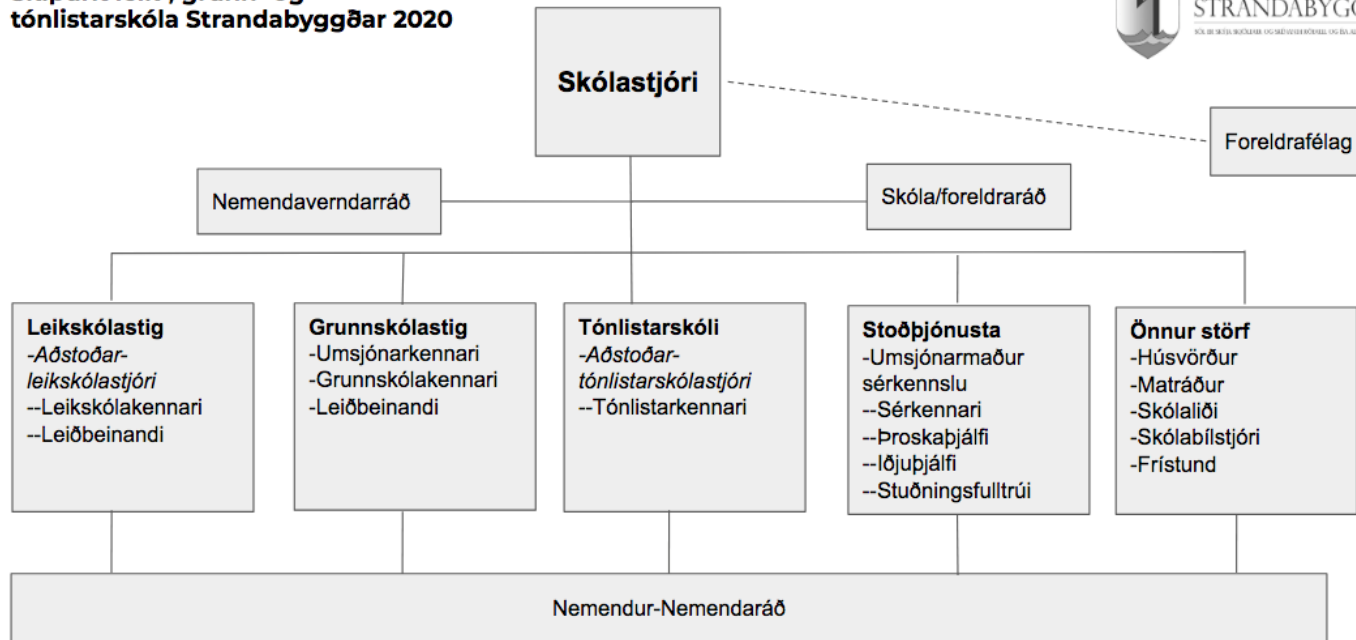 tónlistarskóla Strandabyggðar 2020
Skólastjóri
Foreldrafélag
Nemendaverndarráð
Skóla/foreldraráð
Leikskólastig
-Aðstoðar-
leikskólastjóri
--Leikskólakennari
--Leiðbeinandi
Grunnskólastig
-Umsjónarkennari
-Grunnskólakennari
-Leiðbeinandi
Tónlistarskóli
-Aðstoðar-
tónlistarskólastjóri
--Tónlistarkennari
Stoðþjónusta
-Umsjónarmaður
sérkennslu
--Sérkennari
--Þroskaþjálfi
--Iðjuþjálfi
--Stuðningsfulltrúi
Önnur störf
-Húsvörður
-Matráður
-Skólaliði
-Skólabílstjóri
-Frístund
Nemendur-Nemendaráð